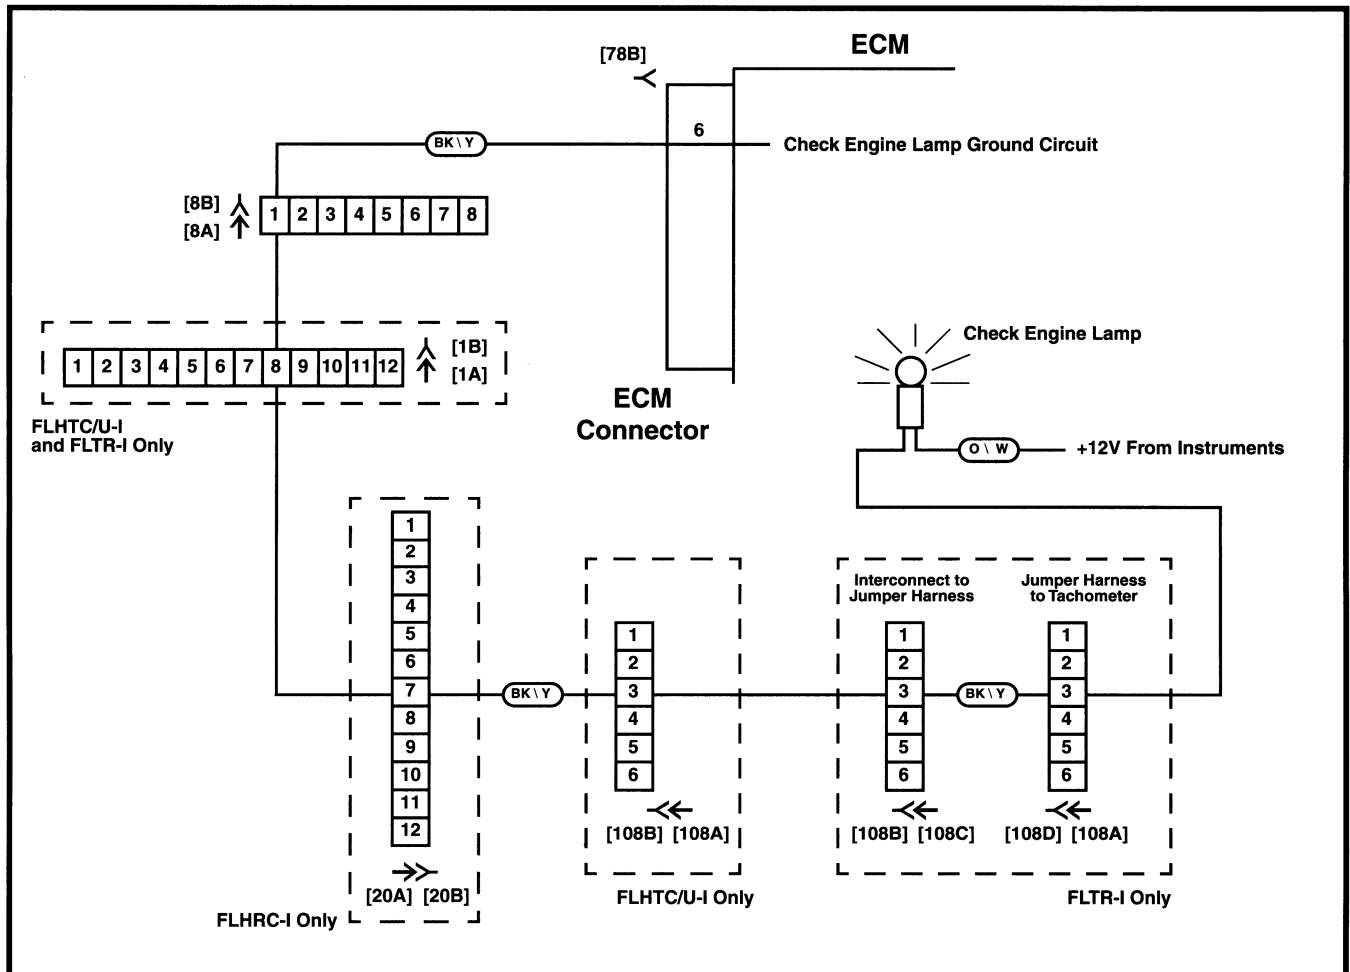 ECM
[78B]
6
BK \ Y
Check Engine Lamp Ground Circuit
[8B]
[8A]
1 2 3 4 5 6 7 8
1 2 3 4 5 6 7 8 9 10 11 12
[1B]
[1A]
FLHTC/U-I
and FLTR-I Only
ECM
Connector
Check Engine Lamp
O \ W
+12V From Instruments
1
2
3
4
5
6
7
8
9
10
11
12
[20A] [20B]
FLHRC-I Only
BK \ Y
1
2
3
4
5
6
[108B] [108A]
FLHTC/U-I Only
Interconnect to
Jumper Harness
1
2
3
4
5
6
[108B] [108C]
BK \ Y
Jumper Harness
to Tachometer
1
2
3
4
5
6
[108D] [108A]
FLTR-I Only